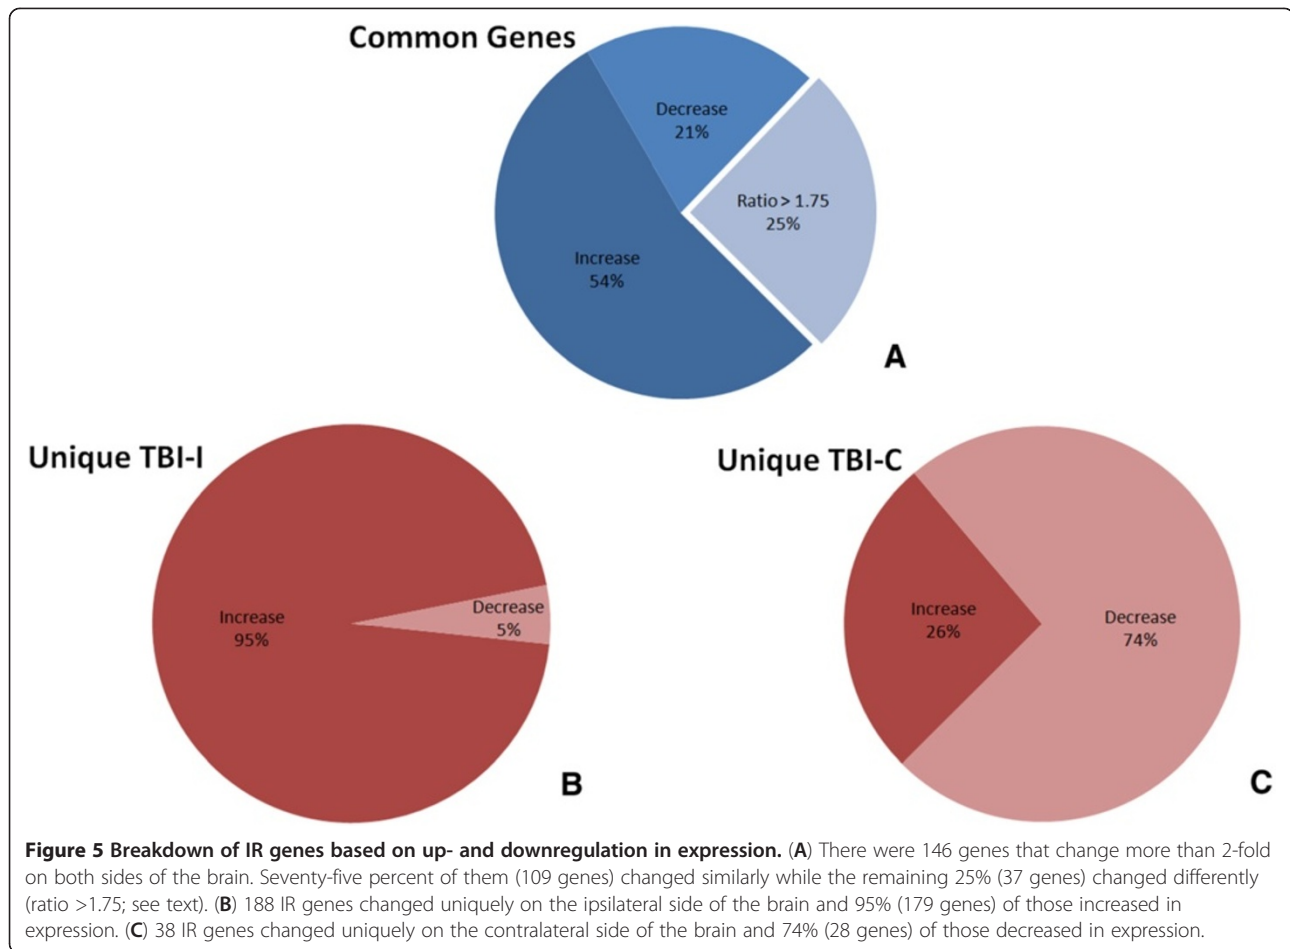 Common Genes
Decrease
21%
Ratio > 1.75
25%
Increase
54%
A
Unique TBI-I
Increase
95%
Decrease
5%
B
Unique TBI-C
Increase
26%
Decrease
74%
C
Figure 5 Breakdown of IR genes based on up- and downregulation in expression. (A) There were 146 genes that change more than 2-fold
on both sides of the brain. Seventy-five percent of them (109 genes) changed similarly while the remaining 25% (37 genes) changed differently
(ratio >1.75; see text). (B) 188 IR genes changed uniquely on the ipsilateral side of the brain and 95% (179 genes) of those increased in
expression. (C) 38 IR genes changed uniquely on the contralateral side of the brain and 74% (28 genes) of those decreased in expression.